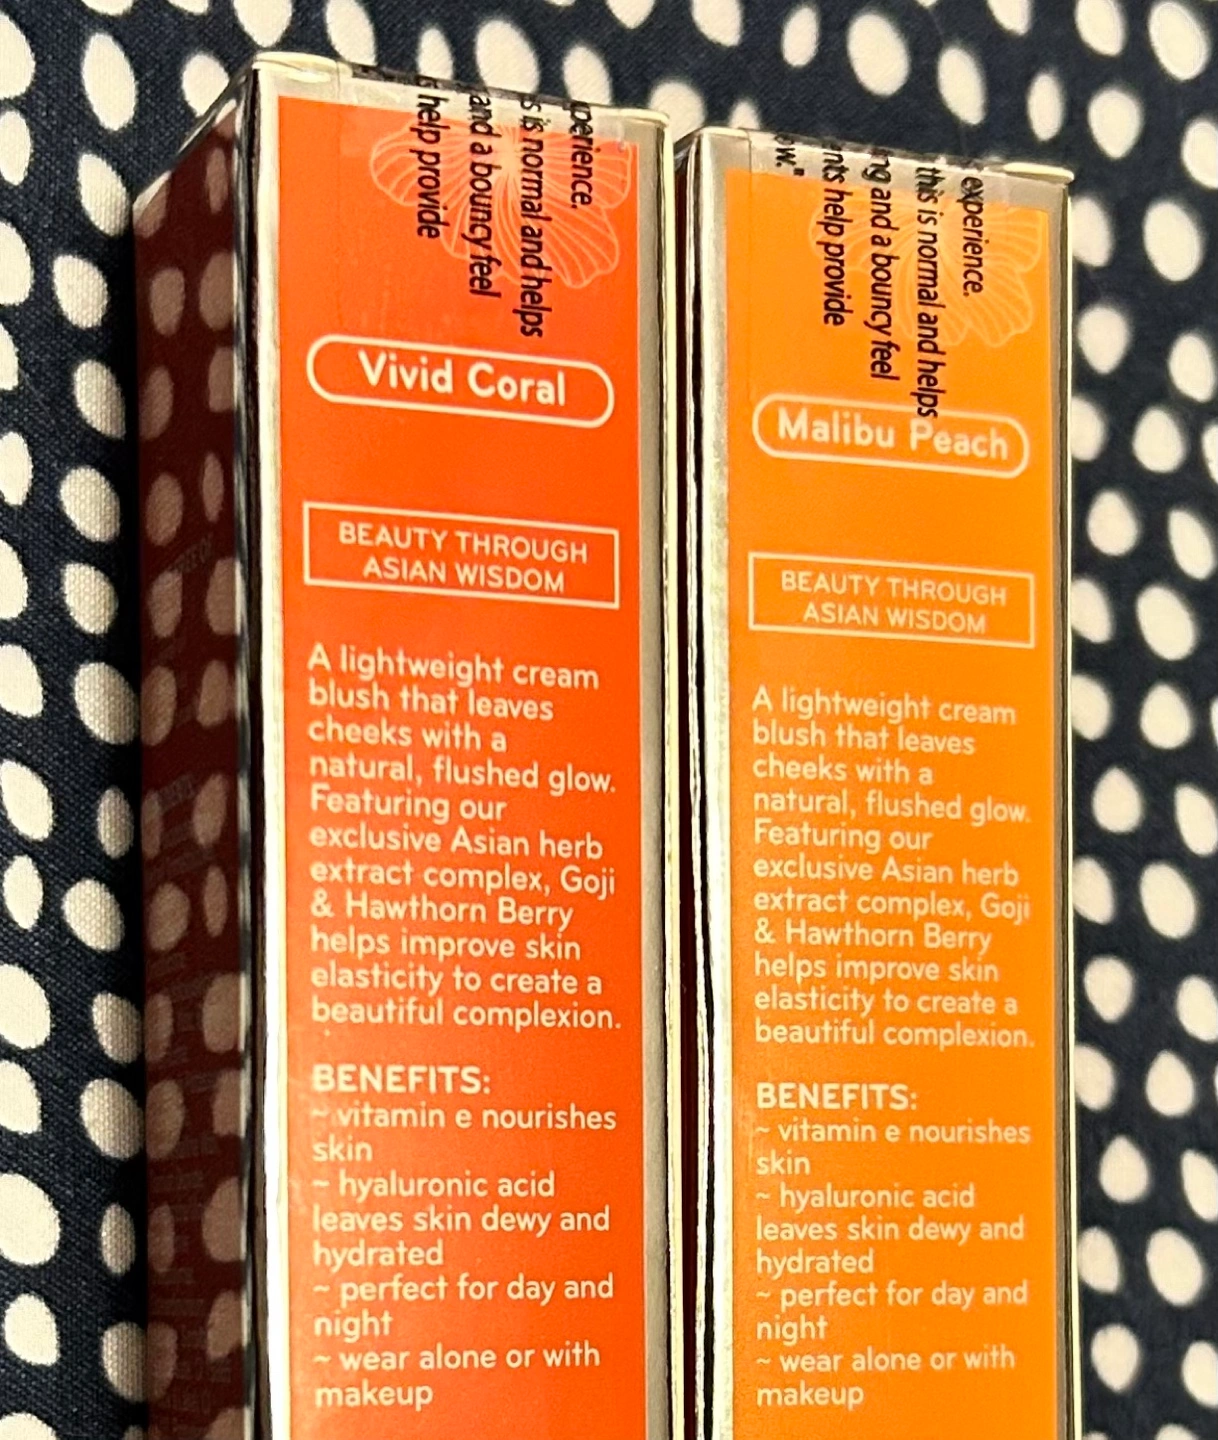 perience.
s is normal and helps
and a bouncy feel
help provide
Vivid Coral
BEAUTY THROUGH
ASIAN WISDOM
A lightweight cream
blush that leaves
cheeks with a
natural, flushed glow.
Featuring our
exclusive Asian herb
extract complex, Goji
& Hawthorn Berry
helps improve skin
elasticity to create a
beautiful complexion.
BENEFITS:
~ vitamin e nourishes
skin
~ hyaluronic acid
leaves skin dewy and
hydrated
~ perfect for day and
night
~ wear alone or with
makeup
experience.
this is normal and helps
ng and a bouncy feel
nts help provide
ow."
Malibu Peach
BEAUTY THROUGH
ASIAN WISDOM
A lightweight cream
blush that leaves
cheeks with a
natural, flushed glow.
Featuring our
exclusive Asian herb
extract complex, Goji
& Hawthorn Berry
helps improve skin
elasticity to create a
beautiful complexion.
BENEFITS:
~ vitamin e nourishes
skin
~ hyaluronic acid
leaves skin dewy and
hydrated
~ perfect for day and
night
~ wear alone or with
makeup